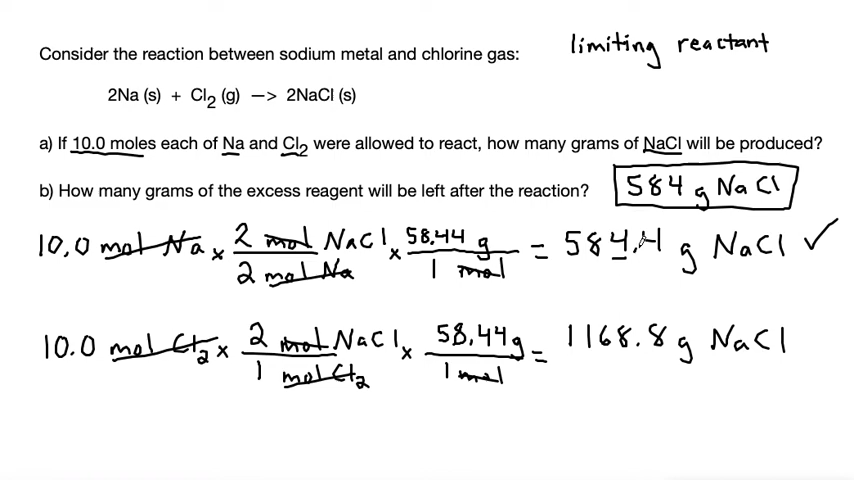 limiting reactant
Consider the reaction between sodium metal and chlorine gas:
2Na (s) + Cl₂ (g) —> 2NaCl (s)
a) If 10.0 moles each of Na and Cl₂ were allowed to react, how many grams of NaCl will be produced?
b) How many grams of the excess reagent will be left after the reaction?
584 g NaCl
10.0 mol Na × 2 mol NaCl / 2 mol Na × 58.44 g / 1 mol = 584.4 g NaCl ✓
10.0 mol Cl₂ × 2 mol NaCl / 1 mol Cl₂ × 58.44 g / 1 mol = 1168.8 g NaCl